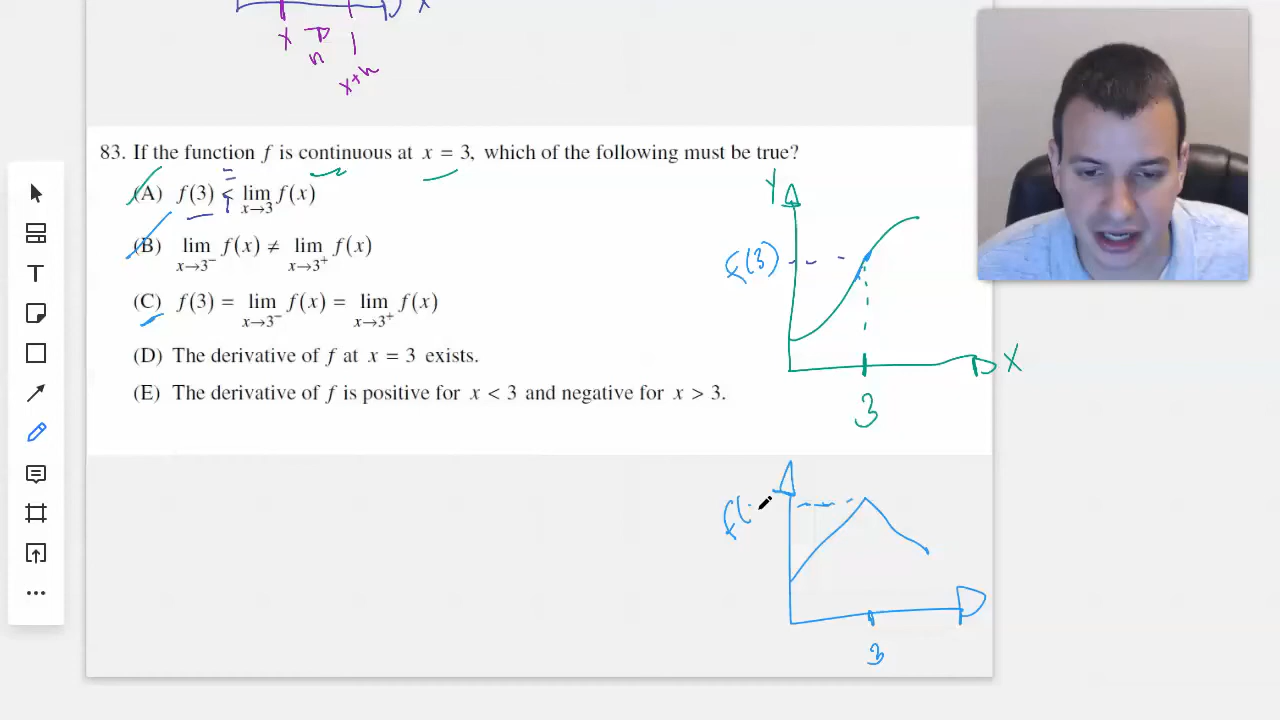 X
X
h
x+h
83. If the function f is continuous at x = 3, which of the following must be true?
(A) f(3) < lim x→3 f(x)
=
(B) lim x→3⁻ f(x) ≠ lim x→3⁺ f(x)
(C) f(3) = lim x→3⁻ f(x) = lim x→3⁺ f(x)
(D) The derivative of f at x = 3 exists.
(E) The derivative of f is positive for x < 3 and negative for x > 3.
Y
f(3)
X
3
f(
3
T